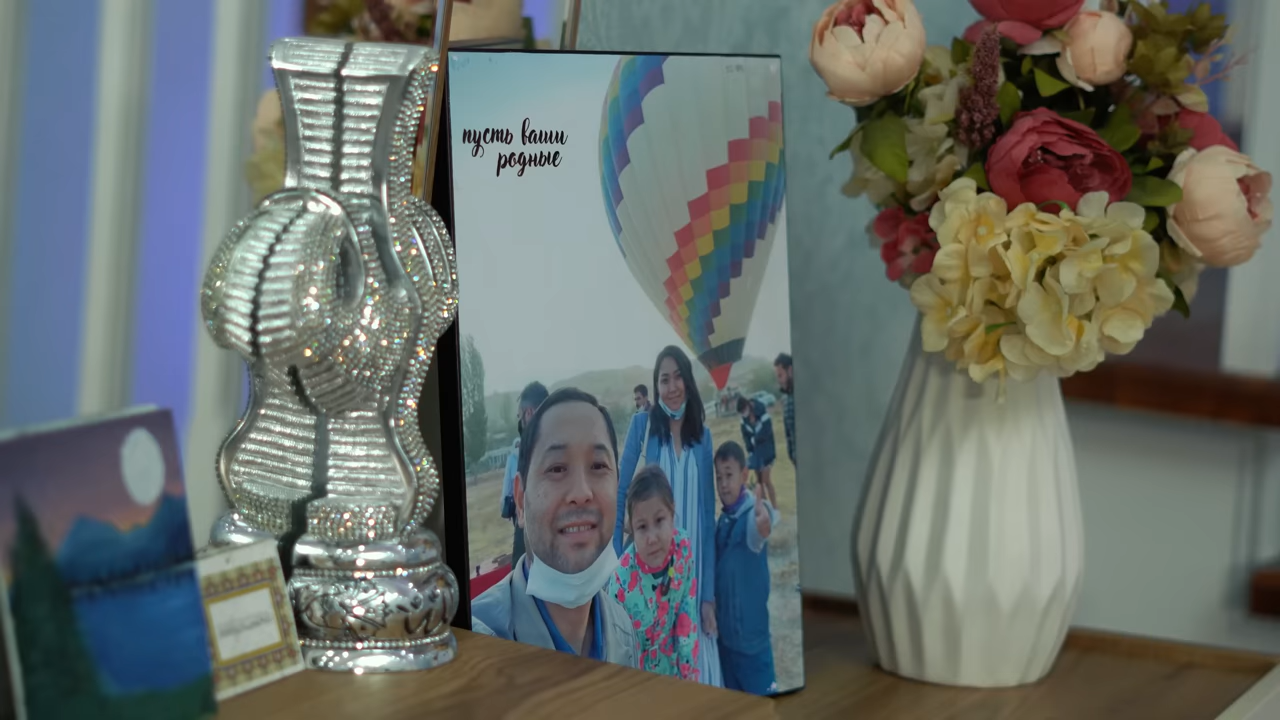 пусть ваши
родные